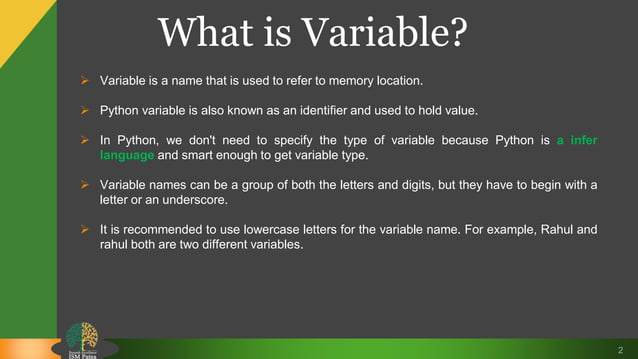 What is Variable?
Variable is a name that is used to refer to memory location.
Python variable is also known as an identifier and used to hold value.
In Python, we don't need to specify the type of variable because Python is a infer
language and smart enough to get variable type.
Variable names can be a group of both the letters and digits, but they have to begin with a
letter or an underscore.
It is recommended to use lowercase letters for the variable name. For example, Rahul and
rahul both are two different variables.
ISM Patna
2